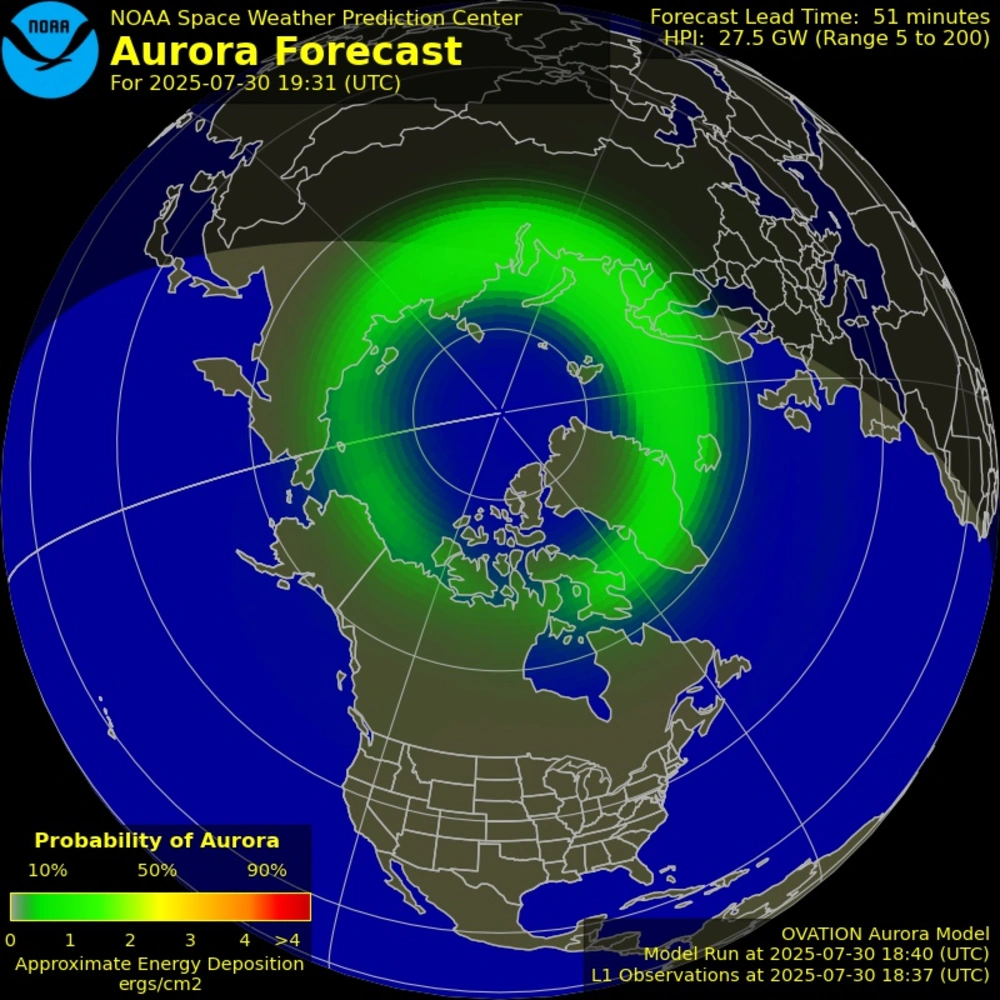 NOAA
NOAA Space Weather Prediction Center
Aurora Forecast
For 2025-07-30 19:31 (UTC)
Forecast Lead Time: 51 minutes
HPI: 27.5 GW (Range 5 to 200)
Probability of Aurora
10% 50% 90%
0 1 2 3 4 >4
Approximate Energy Deposition
ergs/cm2
OVATION Aurora Model
Model Run at 2025-07-30 18:40 (UTC)
L1 Observations at 2025-07-30 18:37 (UTC)